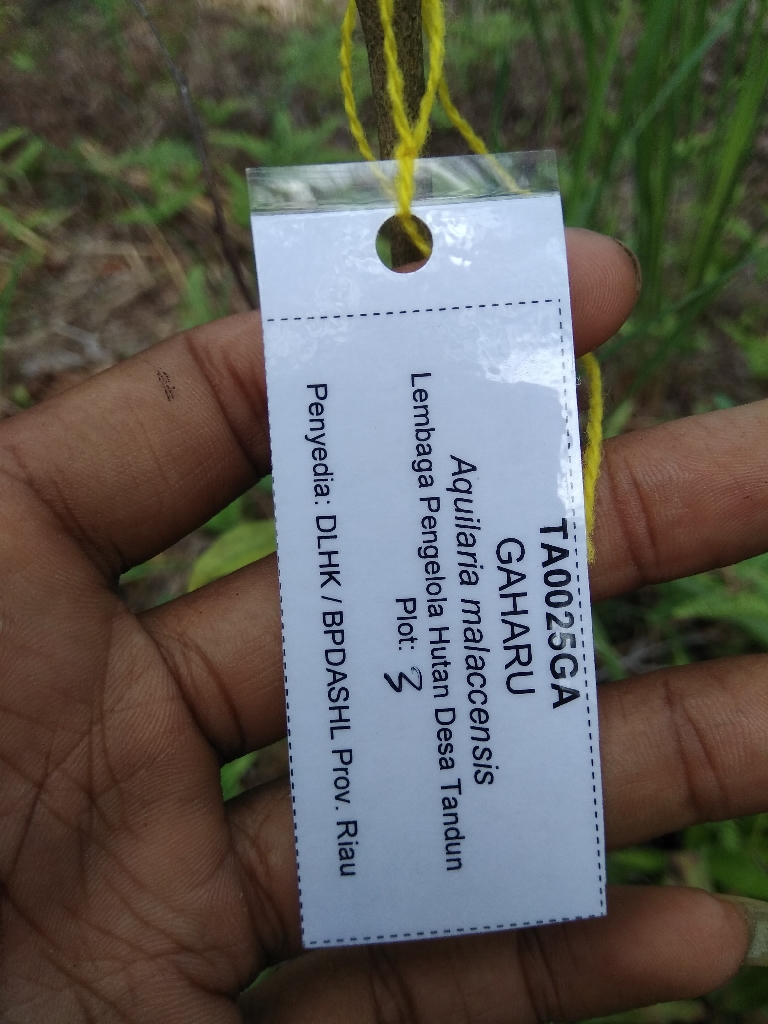 TA0025GA
GAHARU
Aquilaria malaccensis
Lembaga Pengelola Hutan Desa Tandun
Plot: 3
Penyedia: DLHK / BPDASHL Prov. Riau